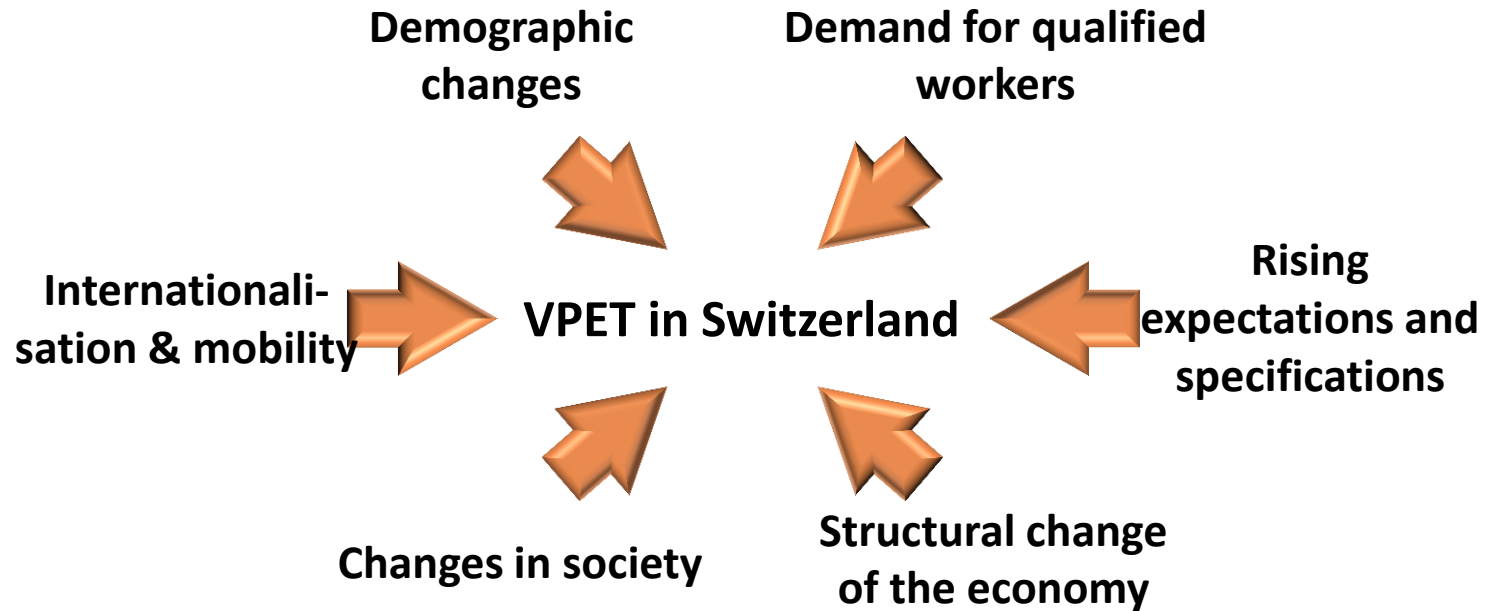 Demographic
changes
Demand for qualified
workers
Internationali-
sation & mobility
VPET in Switzerland
Rising
expectations and
specifications
Changes in society
Structural change
of the economy